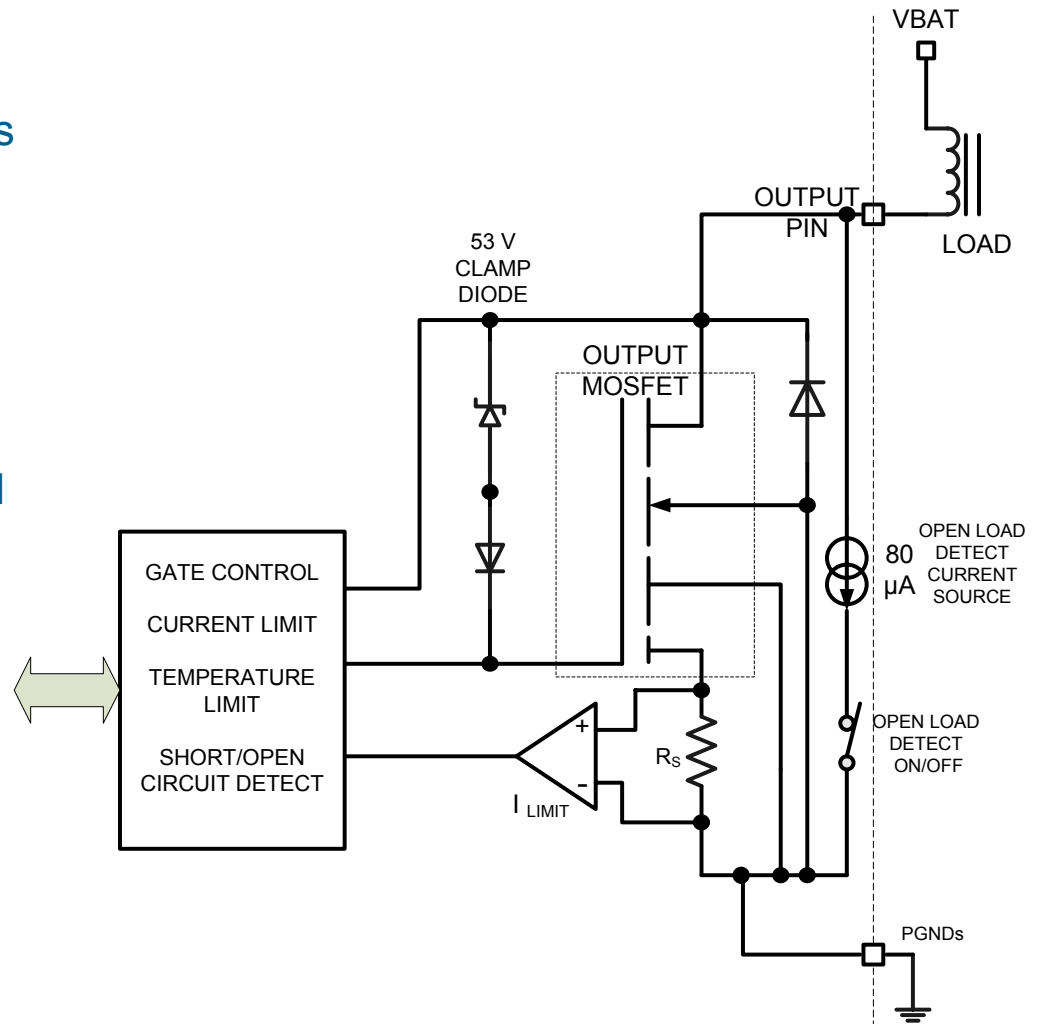 VBAT
s
OUTPUT
PIN
LOAD
53 V
CLAMP
DIODE
OUTPUT
MOSFET
80
µA
OPEN LOAD
DETECT
CURRENT
SOURCE
GATE CONTROL
CURRENT LIMIT
TEMPERATURE
LIMIT
SHORT/OPEN
CIRCUIT DETECT
+
-
I LIMIT
RS
OPEN LOAD
DETECT
ON/OFF
PGNDs